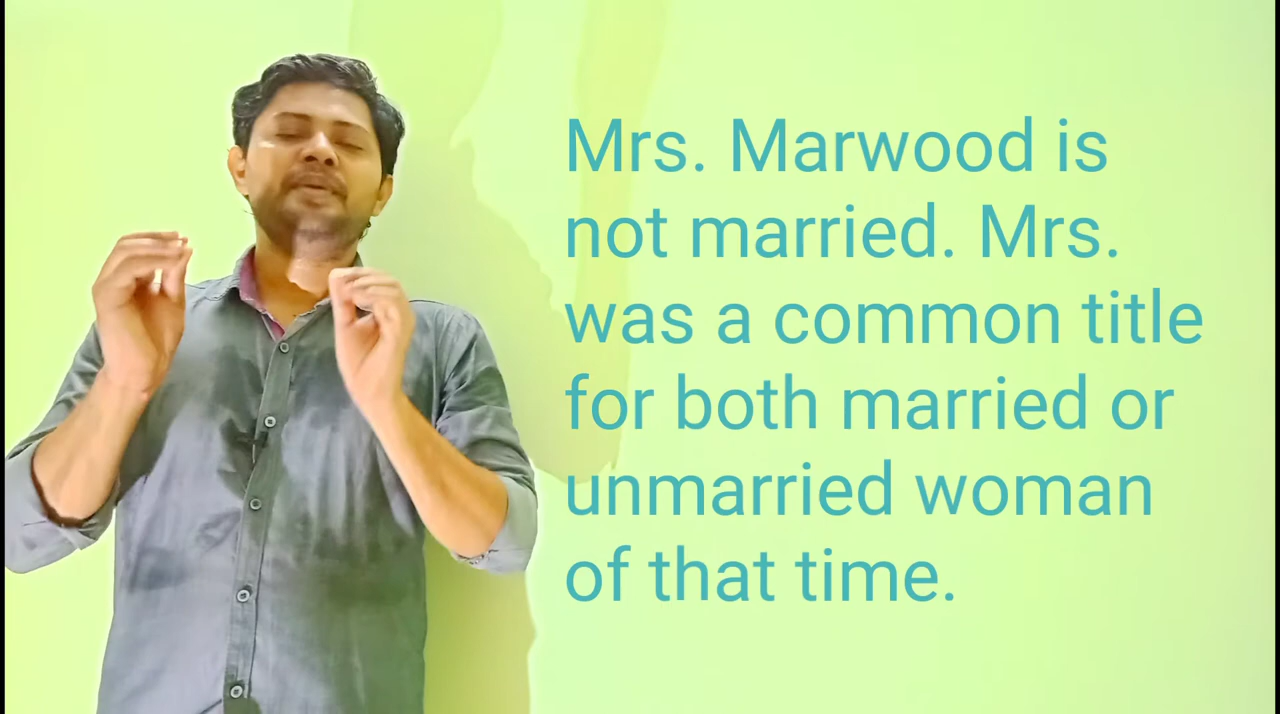 Mrs. Marwood is
not married. Mrs.
was a common title
for both married or
unmarried woman
of that time.